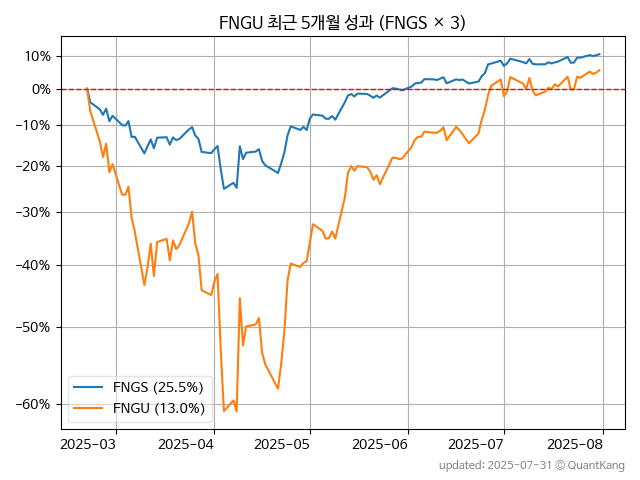 FNGU 최근 5개월 성과 (FNGS × 3)
10%
0%
−10%
−20%
−30%
−40%
−50%
−60%
FNGS (25.5%)
FNGU (13.0%)
2025-03 2025-04 2025-05 2025-06 2025-07 2025-08
updated: 2025-07-31 © QuantKang